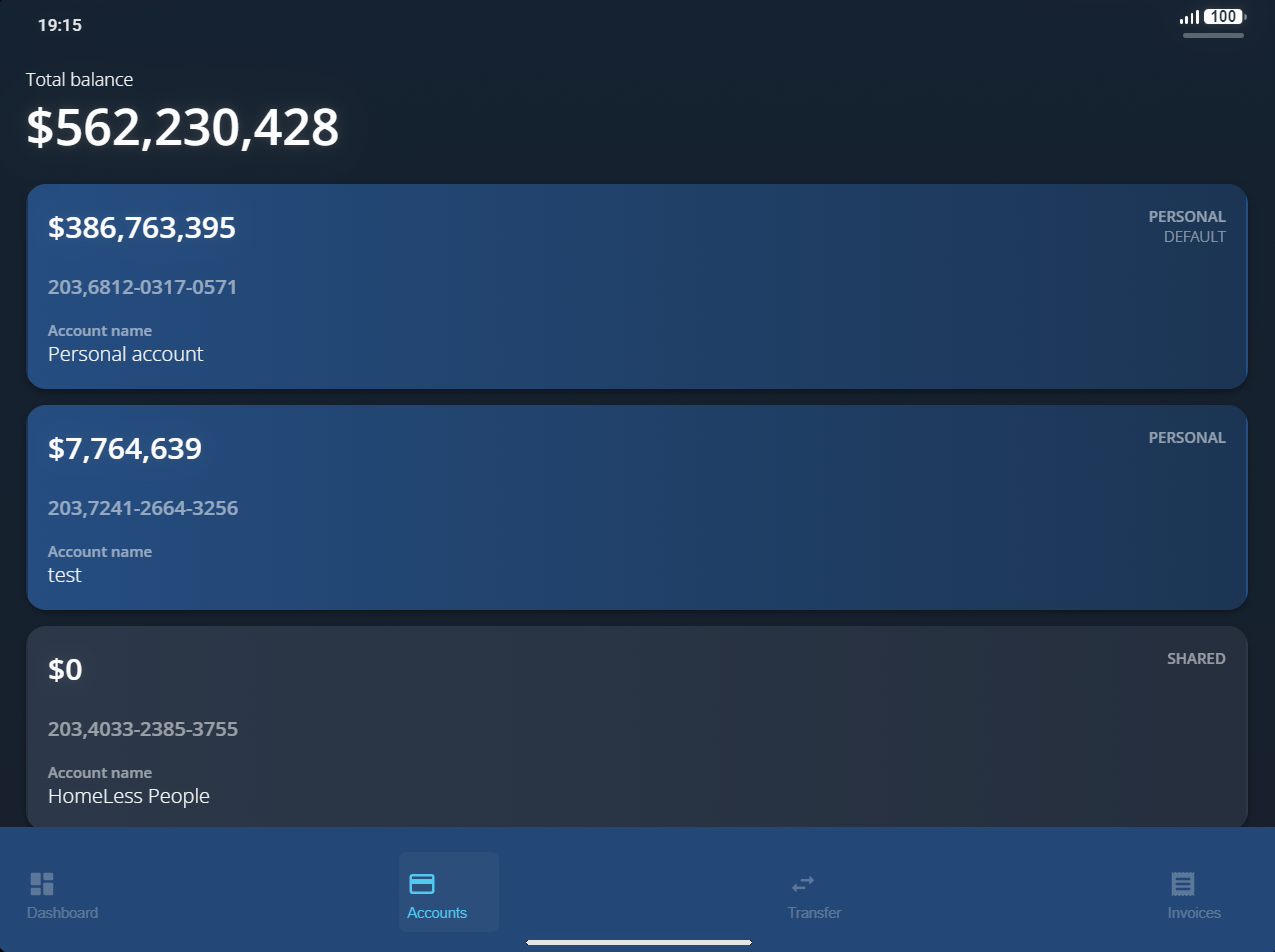 19:15
100
Total balance
$562,230,428
$386,763,395
PERSONAL
DEFAULT
203,6812-0317-0571
Account name
Personal account
$7,764,639
PERSONAL
203,7241-2664-3256
Account name
test
$0
SHARED
203,4033-2385-3755
Account name
HomeLess People
Dashboard
Accounts
Transfer
Invoices